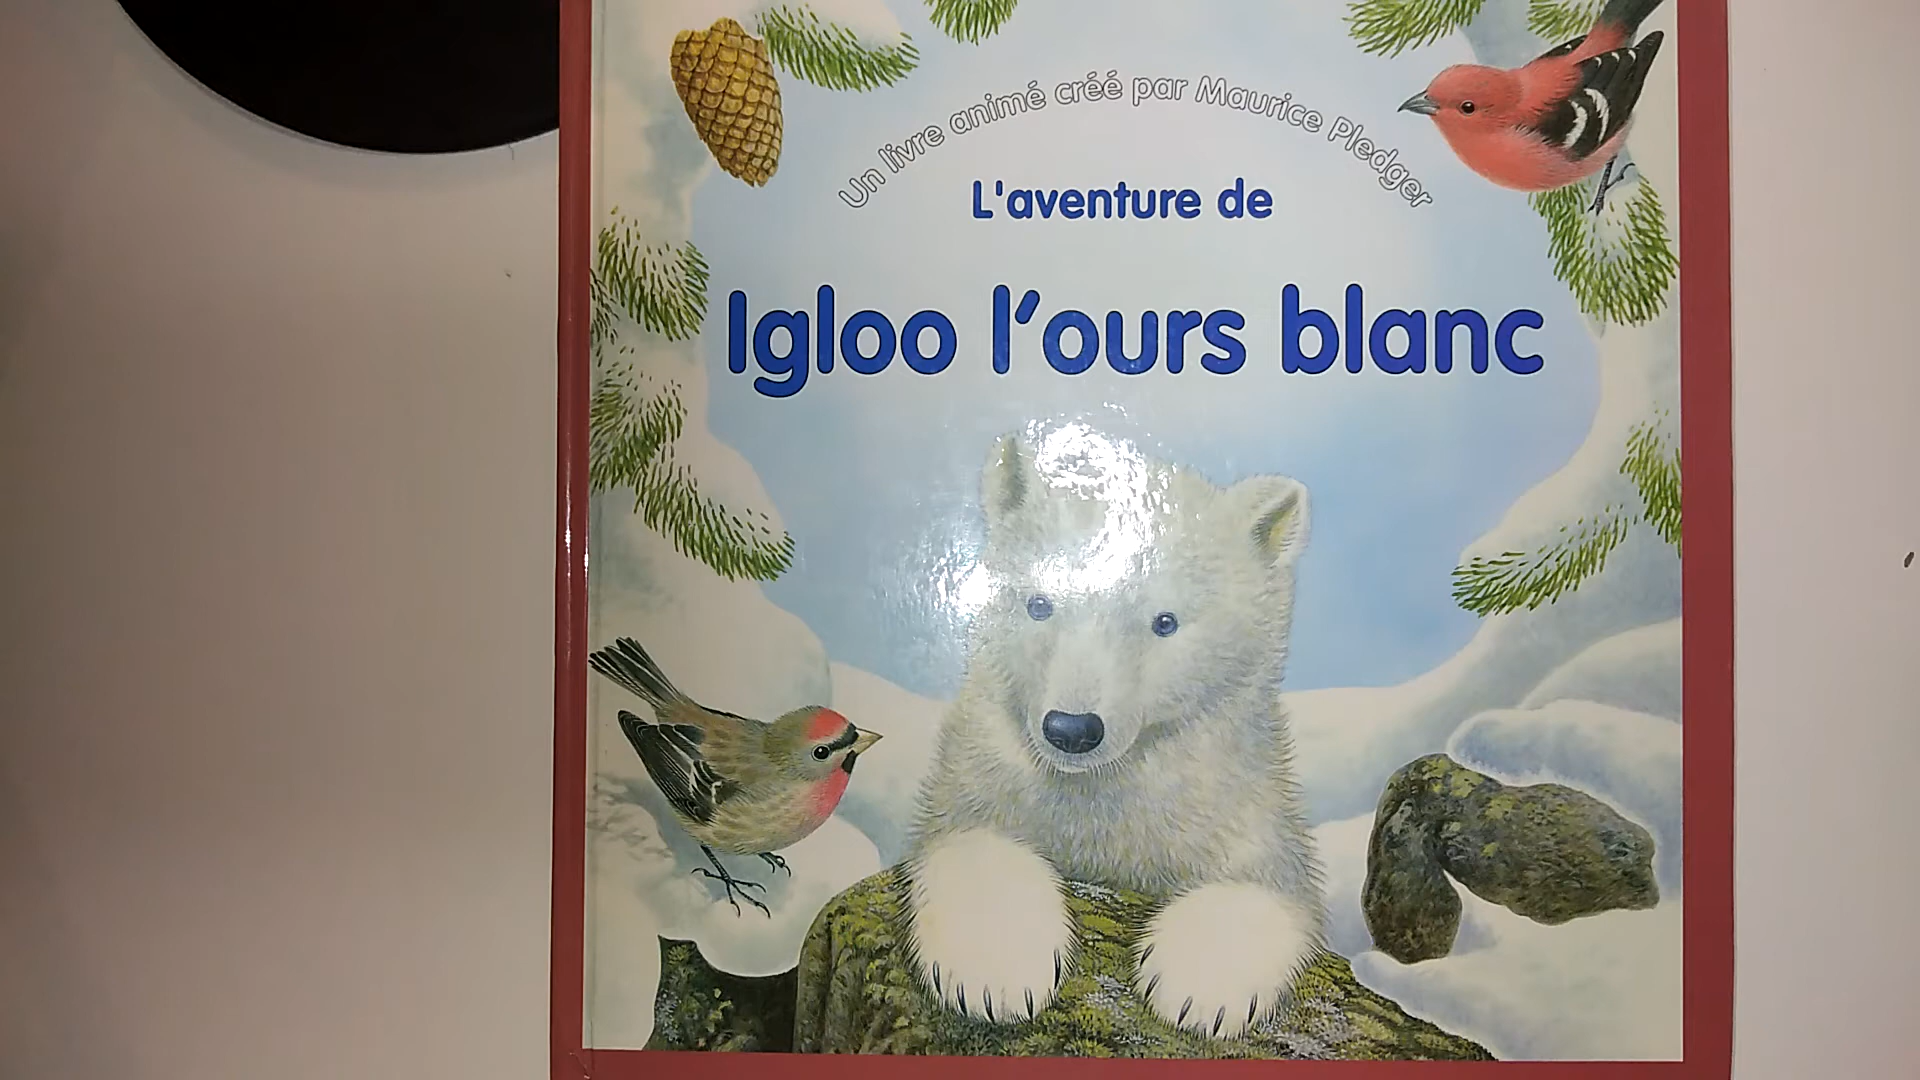 Un livre animé créé par Maurice Pledger
L'aventure de
Igloo l'ours blanc